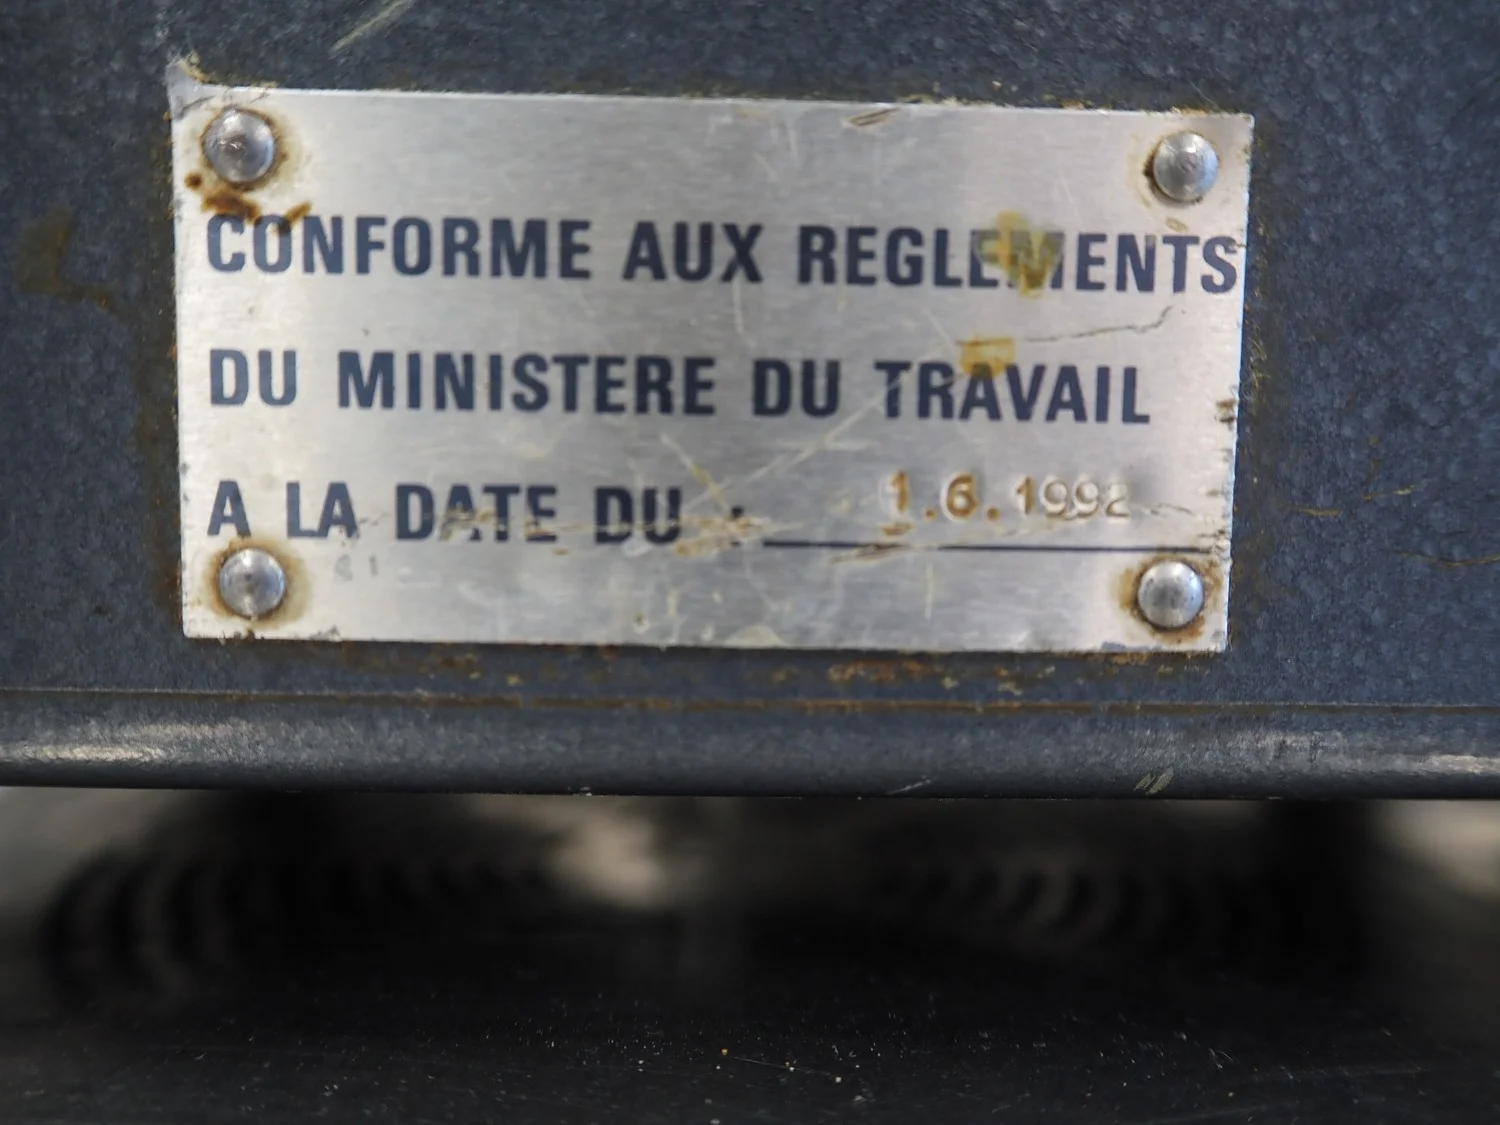 CONFORME AUX REGLEMENTS
DU MINISTERE DU TRAVAIL
A LA DATE DU : 1.6.1992